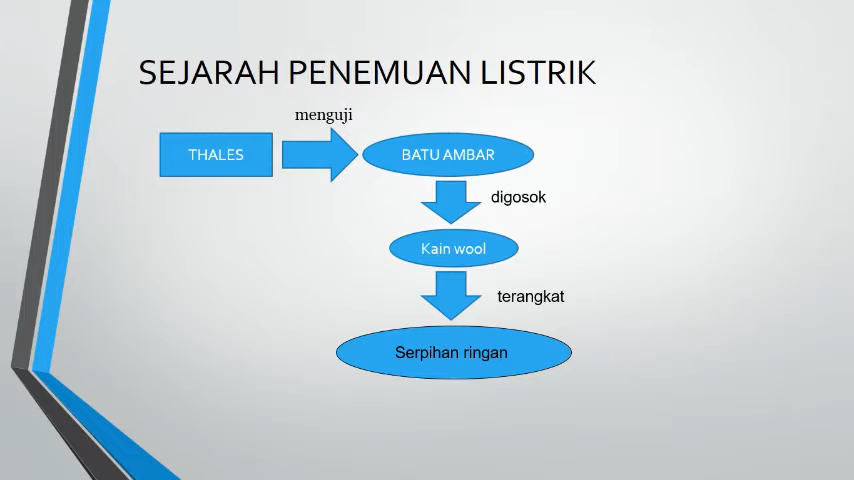 SEJARAH PENEMUAN LISTRIK
menguji
THALES
BATU AMBAR
digosok
Kain wool
terangkat
Serpihan ringan